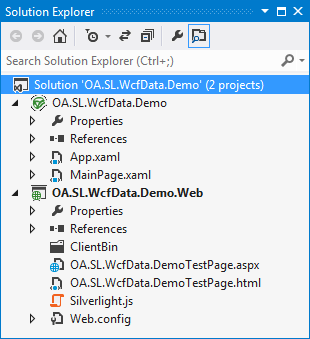 Solution Explorer
Search Solution Explorer (Ctrl+;)
Solution 'OA.SL.WcfData.Demo' (2 projects)
OA.SL.WcfData.Demo
Properties
References
App.xaml
MainPage.xaml
OA.SL.WcfData.Demo.Web
Properties
References
ClientBin
OA.SL.WcfData.DemoTestPage.aspx
OA.SL.WcfData.DemoTestPage.html
Silverlight.js
Web.config